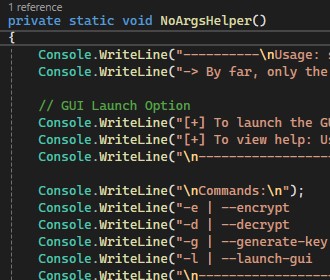 1 reference
private static void NoArgsHelper()
{
Console.WriteLine("----------\nUsage:
Console.WriteLine("-> By far, only the
// GUI Launch Option
Console.WriteLine("[+] To launch the GU
Console.WriteLine("[+] To view help: Us
Console.WriteLine("\n-----------------
Console.WriteLine("\nCommands:\n");
Console.WriteLine("-e | --encrypt
Console.WriteLine("-d | --decrypt
Console.WriteLine("-g | --generate-key
Console.WriteLine("-l | --launch-gui
Console.WriteLine("\n-----------------